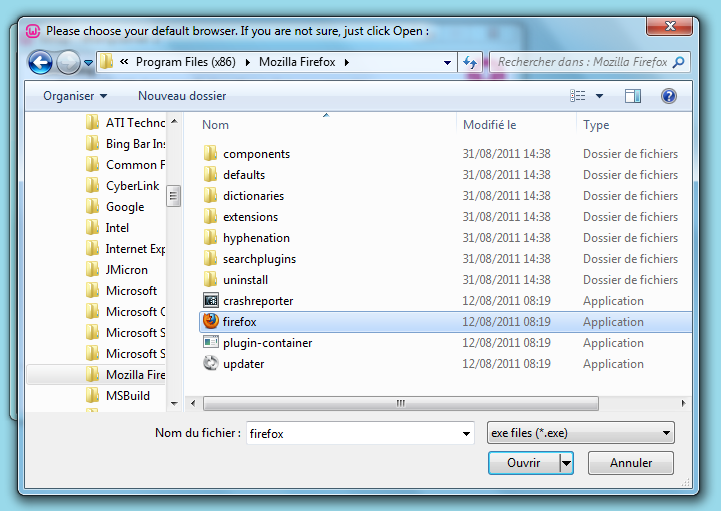 Please choose your default browser. If you are not sure, just click Open :
« Program Files (x86) Mozilla Firefox
Rechercher dans : Mozilla Firefox
Organiser Nouveau dossier
ATI Techno
Bing Bar Ins
Common F
CyberLink
Google
Intel
Internet Exp
JMicron
Microsoft
Microsoft C
Microsoft S
Microsoft S
Mozilla Fire
MSBuild
Nom Modifié le Type
components 31/08/2011 14:38 Dossier de fichiers
defaults 31/08/2011 14:38 Dossier de fichiers
dictionaries 31/08/2011 14:38 Dossier de fichiers
extensions 31/08/2011 14:38 Dossier de fichiers
hyphenation 31/08/2011 14:38 Dossier de fichiers
searchplugins 31/08/2011 14:38 Dossier de fichiers
uninstall 31/08/2011 14:38 Dossier de fichiers
crashreporter 12/08/2011 08:19 Application
firefox 12/08/2011 08:19 Application
plugin-container 12/08/2011 08:19 Application
updater 12/08/2011 08:19 Application
Nom du fichier : firefox exe files (*.exe)
Ouvrir Annuler